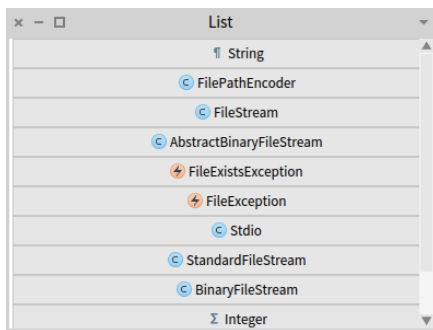 List
¶ String
C FilePathEncoder
C FileStream
C AbstractBinaryFileStream
FileExistsException
FileException
C Stdio
C StandardFileStream
C BinaryFileStream
Σ Integer